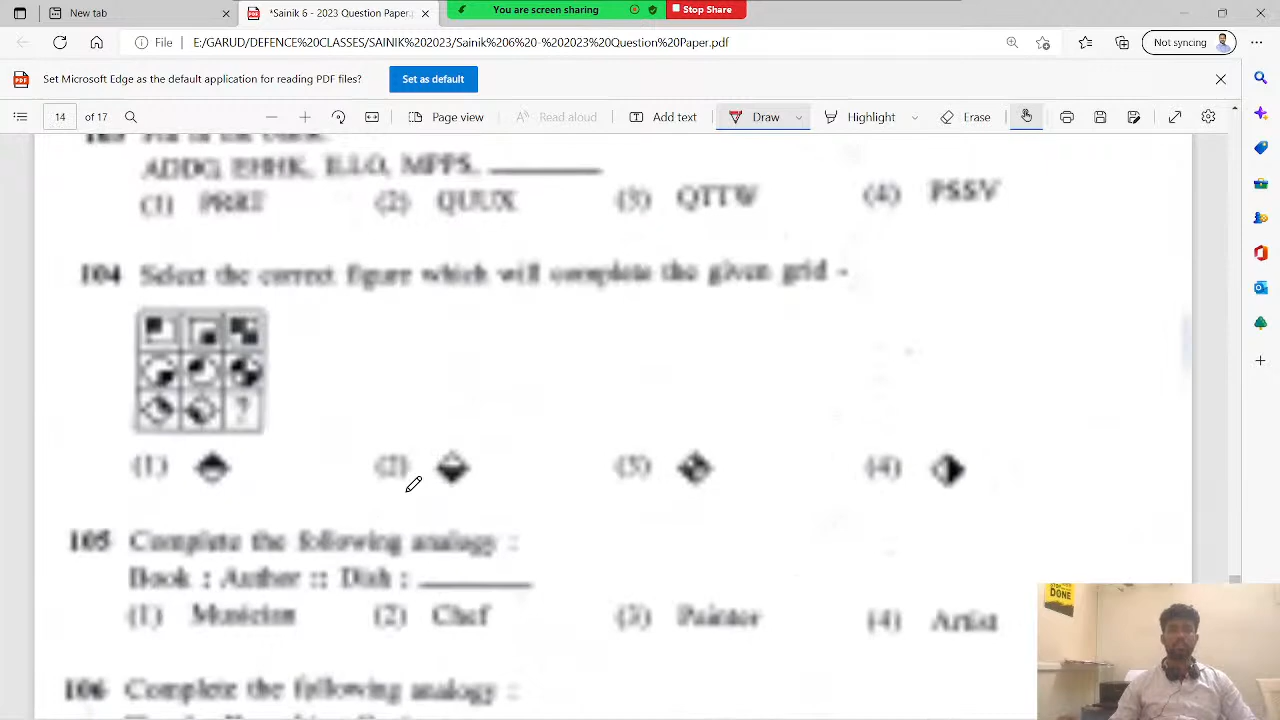 New tab
*Sainik 6 - 2023 Question Paper
You are screen sharing
Stop Share
File
E:/GARUD/DEFENCE%20CLASSES/SAINIK%202023/Sainik%206%20-%202023%20Question%20Paper.pdf
Not syncing
Set Microsoft Edge as the default application for reading PDF files?
Set as default
14 of 17
Page view
Read aloud
Add text
Draw
Highlight
Erase
ADDG, EHHK, ILLO, MPPS,
(1) PRRT (2) QUUX (3) QTTW (4) PSSV
104 Select the correct figure which will complete the given grid -
?
(1) (2) (3) (4)
105 Complete the following analogy :
Book : Author :: Dish :
(1) Musician (2) Chef (3) Painter (4) Artist
106 Complete the following analogy :
DONE